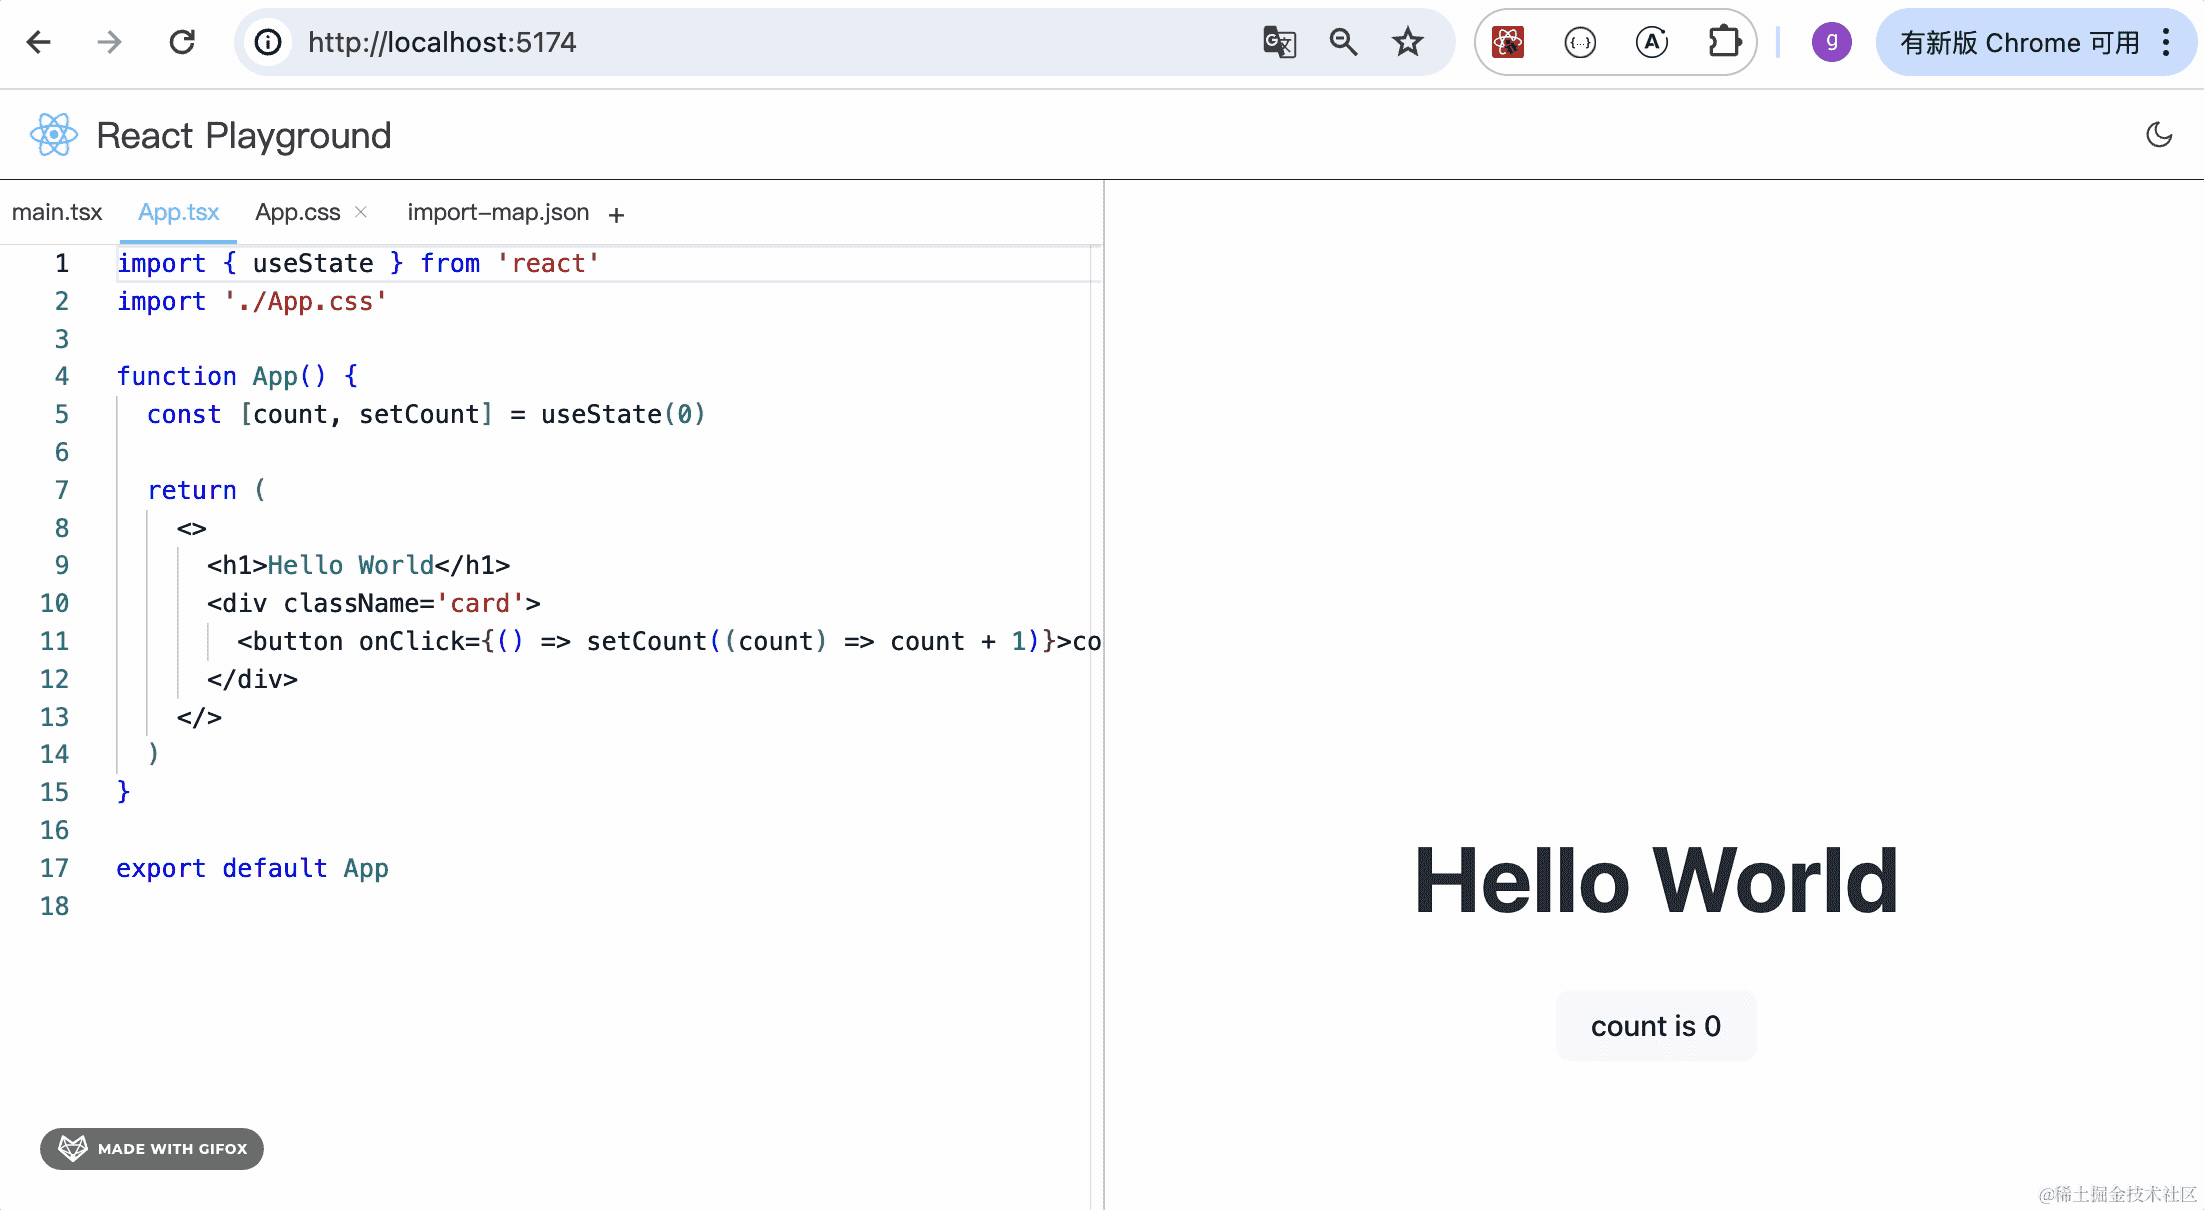 http://localhost:5174
g
有新版 Chrome 可用
React Playground
main.tsx App.tsx App.css × import-map.json +
1 import { useState } from 'react'
2 import './App.css'
3
4 function App() {
5 const [count, setCount] = useState(0)
6
7 return (
8 <>
9 <h1>Hello World</h1>
10 <div className='card'>
11 <button onClick={() => setCount((count) => count + 1)}>co
12 </div>
13 </>
14 )
15 }
16
17 export default App
18
Hello World
count is 0
MADE WITH GIFOX
@稀土掘金技术社区